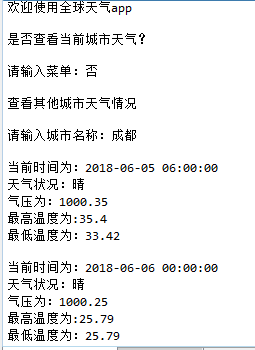 欢迎使用全球天气app
是否查看当前城市天气？
请输入菜单：否
查看其他城市天气情况
请输入城市名称：成都
当前时间为：2018-06-05 06:00:00
天气状况：晴
气压为：1000.35
最高温度为:35.4
最低温度为：33.42
当前时间为：2018-06-06 00:00:00
天气状况：晴
气压为：1000.25
最高温度为:25.79
最低温度为：25.79